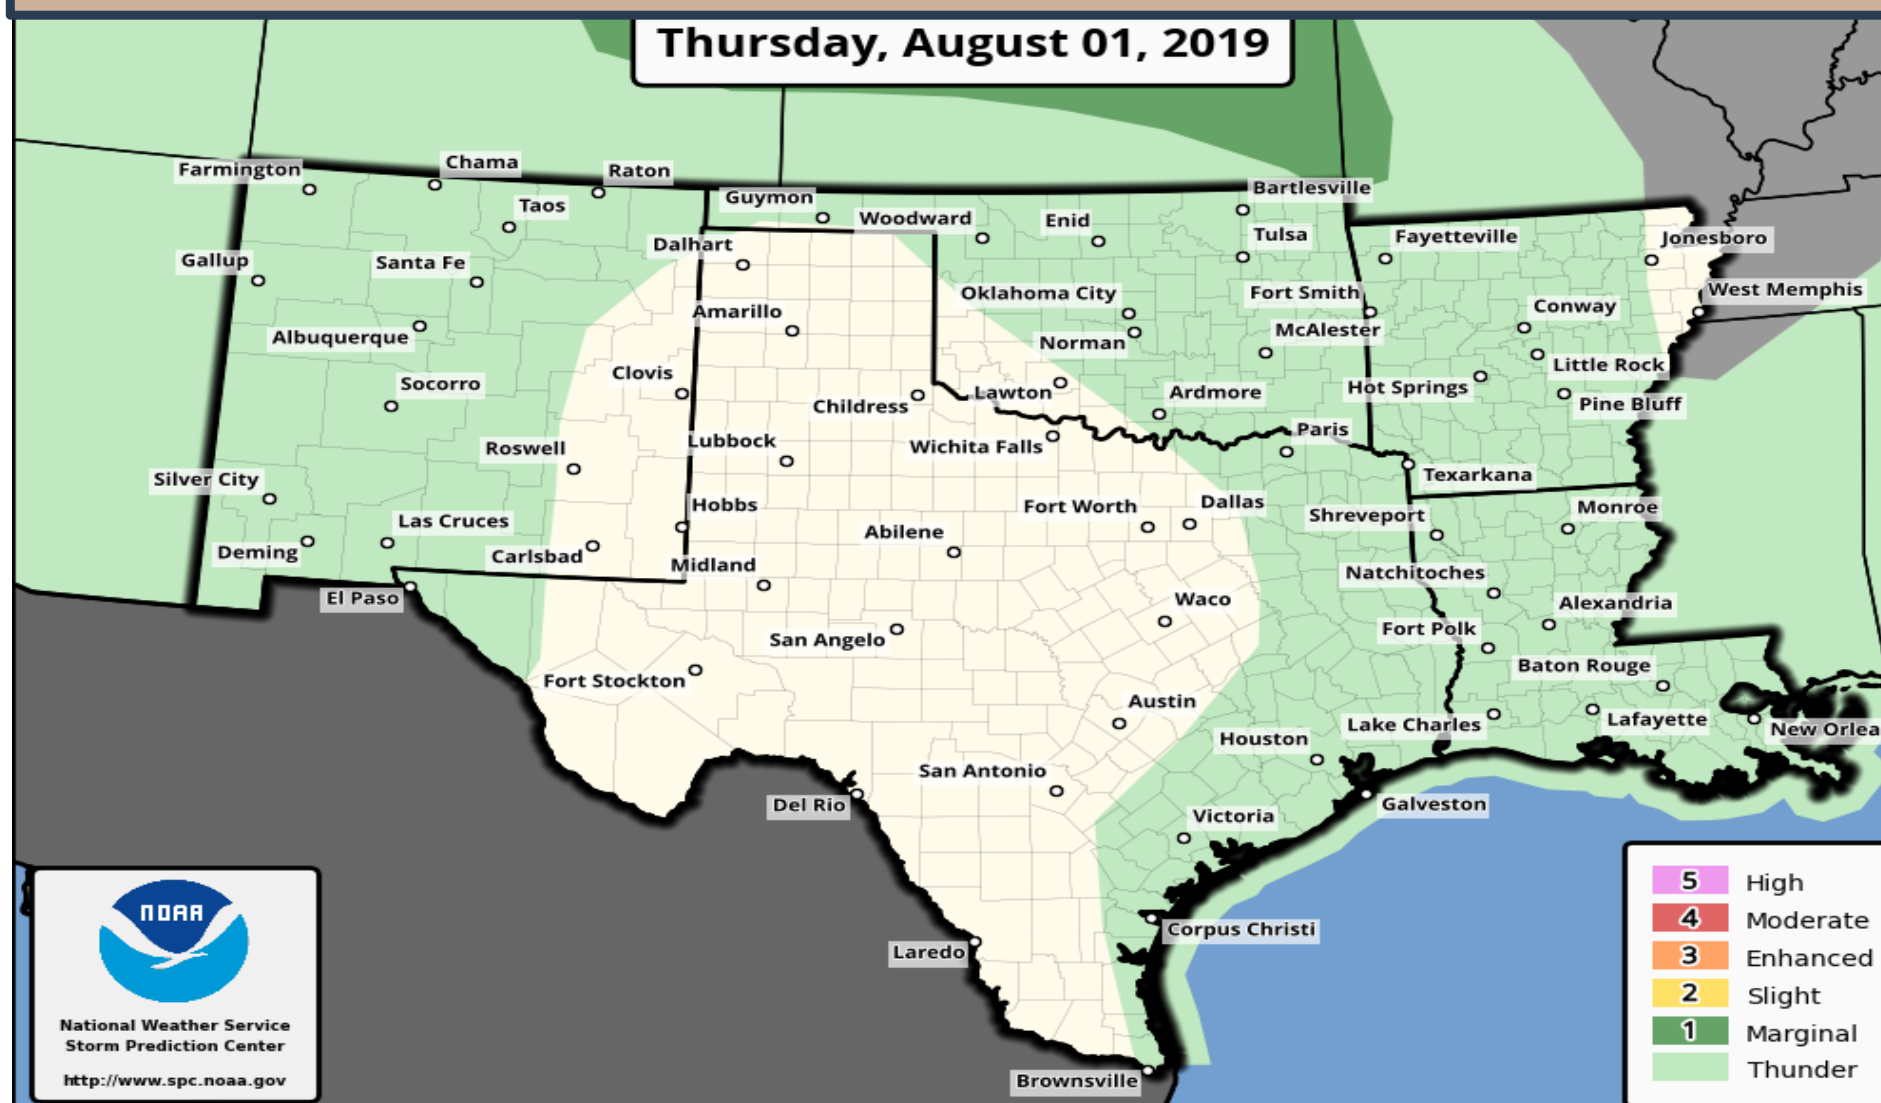 Thursday, August 01, 2019
Farmington
Chama
Raton
Taos
Guymon
Woodward
Enid
Bartlesville
Tulsa
Fayetteville
Jonesboro
Gallup
Santa Fe
Dalhart
Oklahoma City
Fort Smith
Conway
West Memphis
Albuquerque
Amarillo
Norman
McAlester
Little Rock
Socorro
Clovis
Childress
Lawton
Ardmore
Hot Springs
Pine Bluff
Roswell
Lubbock
Wichita Falls
Paris
Texarkana
Silver City
Las Cruces
Hobbs
Fort Worth
Dallas
Shreveport
Monroe
Deming
Carlsbad
Midland
Abilene
Natchitoches
El Paso
San Angelo
Waco
Fort Polk
Alexandria
Fort Stockton
Austin
Baton Rouge
Houston
Lake Charles
Lafayette
New Orlea
Del Rio
San Antonio
Victoria
Galveston
Laredo
Corpus Christi
Brownsville
NOAA
National Weather Service
Storm Prediction Center
http://www.spc.noaa.gov
5 High
4 Moderate
3 Enhanced
2 Slight
1 Marginal
Thunder